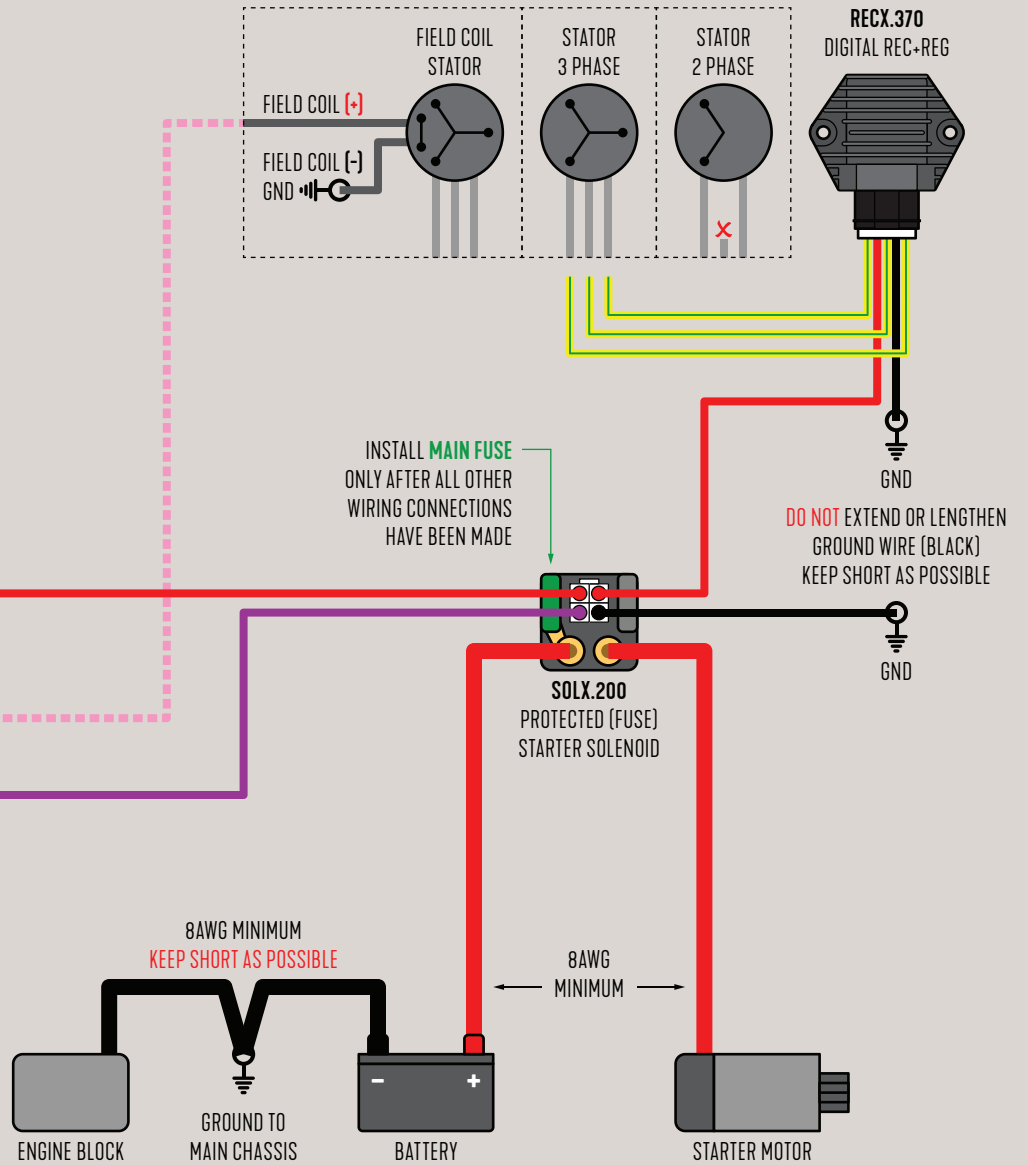 FIELD COIL
STATOR
STATOR
3 PHASE
STATOR
2 PHASE
RECX.370
DIGITAL REC+REG
FIELD COIL (+)
FIELD COIL (-)
GND
X
GND
DO NOT EXTEND OR LENGTHEN
GROUND WIRE (BLACK)
KEEP SHORT AS POSSIBLE
INSTALL MAIN FUSE
ONLY AFTER ALL OTHER
WIRING CONNECTIONS
HAVE BEEN MADE
GND
SOLX.200
PROTECTED (FUSE)
STARTER SOLENOID
8AWG MINIMUM
KEEP SHORT AS POSSIBLE
8AWG
MINIMUM
- +
ENGINE BLOCK
GROUND TO
MAIN CHASSIS
BATTERY
STARTER MOTOR